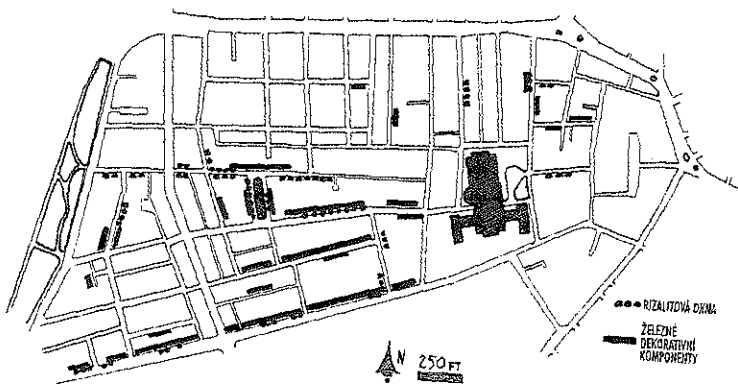 RIZALITOVÁ OKNA
ŽELEZNÉ
DEKORATIVNÍ
KOMPONENTY
N
250 FT